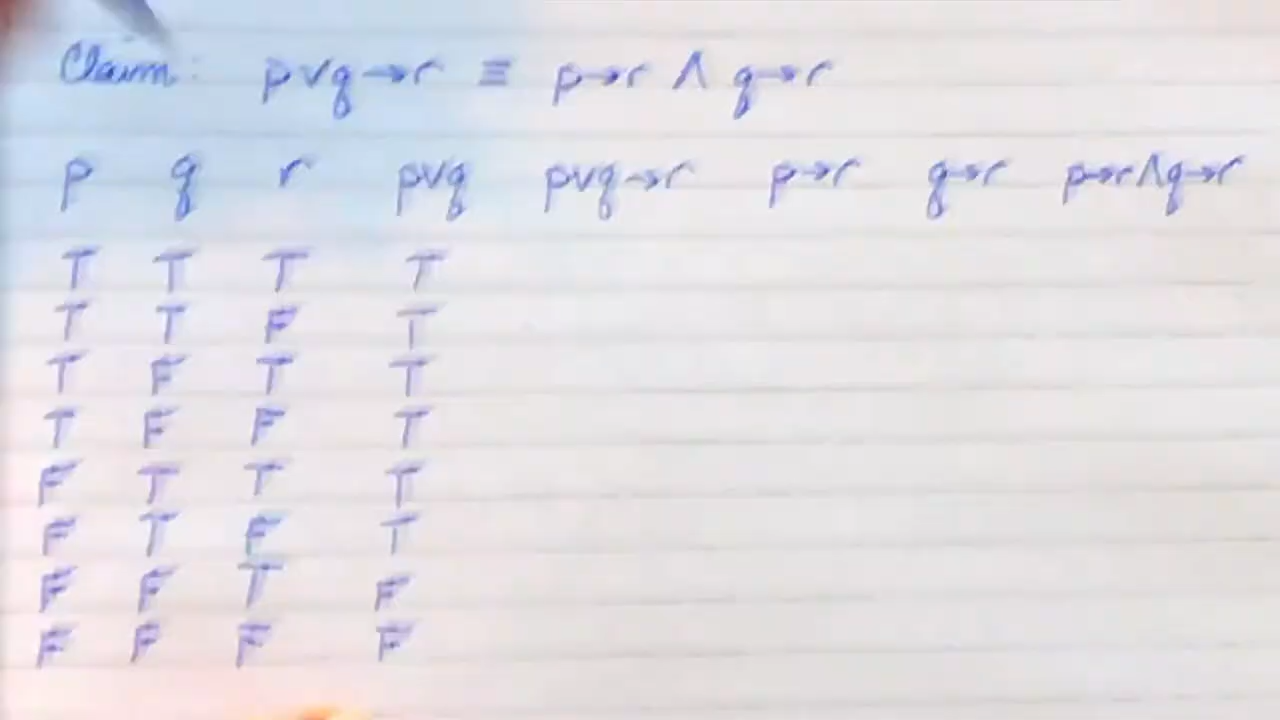 Claim: p∨q→r ≡ p→r ∧ q→r
p q r p∨q p∨q→r p→r q→r p→r∧q→r
T T T T
T T F T
T F T T
T F F T
F T T T
F T F T
F F T F
F F F F